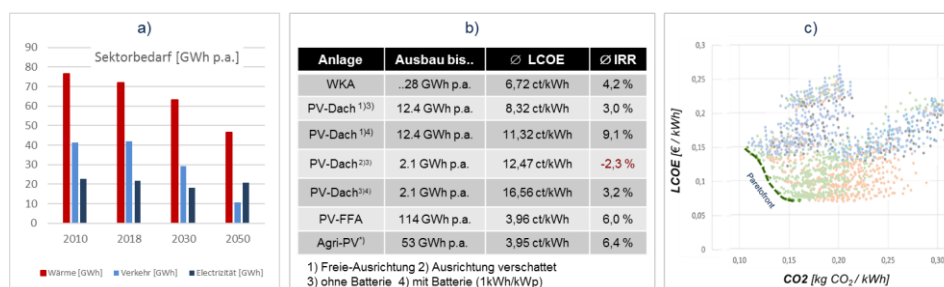 a)
Sektorbedarf [GWh p.a.]
90
80
70
60
50
40
30
20
10
0
2010 2018 2030 2050
Wärme [GWh] Verkehr [GWh] Electrizität [GWh]
b)
Anlage Ausbau bis.. ∅ LCOE ∅ IRR
WKA ..28 GWh p.a. 6,72 ct/kWh 4,2 %
PV-Dach 1)3) 12.4 GWh p.a. 8,32 ct/kWh 3,0 %
PV-Dach 1)4) 12.4 GWh p.a. 11,32 ct/kWh 9,1 %
PV-Dach 2)3) 2.1 GWh p.a. 12,47 ct/kWh -2,3 %
PV-Dach 3)4) 2.1 GWh p.a. 16,56 ct/kWh 3,2 %
PV-FFA 114 GWh p.a. 3,96 ct/kWh 6,0 %
Agri-PV *) 53 GWh p.a. 3,95 ct/kWh 6,4 %
1) Freie-Ausrichtung 2) Ausrichtung verschattet
3) ohne Batterie 4) mit Batterie (1kWh/kWp)
c)
LCOE [€ / kWh]
0,3
0,25
0,2
0,15
0,1
0,05
0
Paretofront
0,10 0,15 0,20 0,25 0,30
CO2 [kg CO2 / kWh]